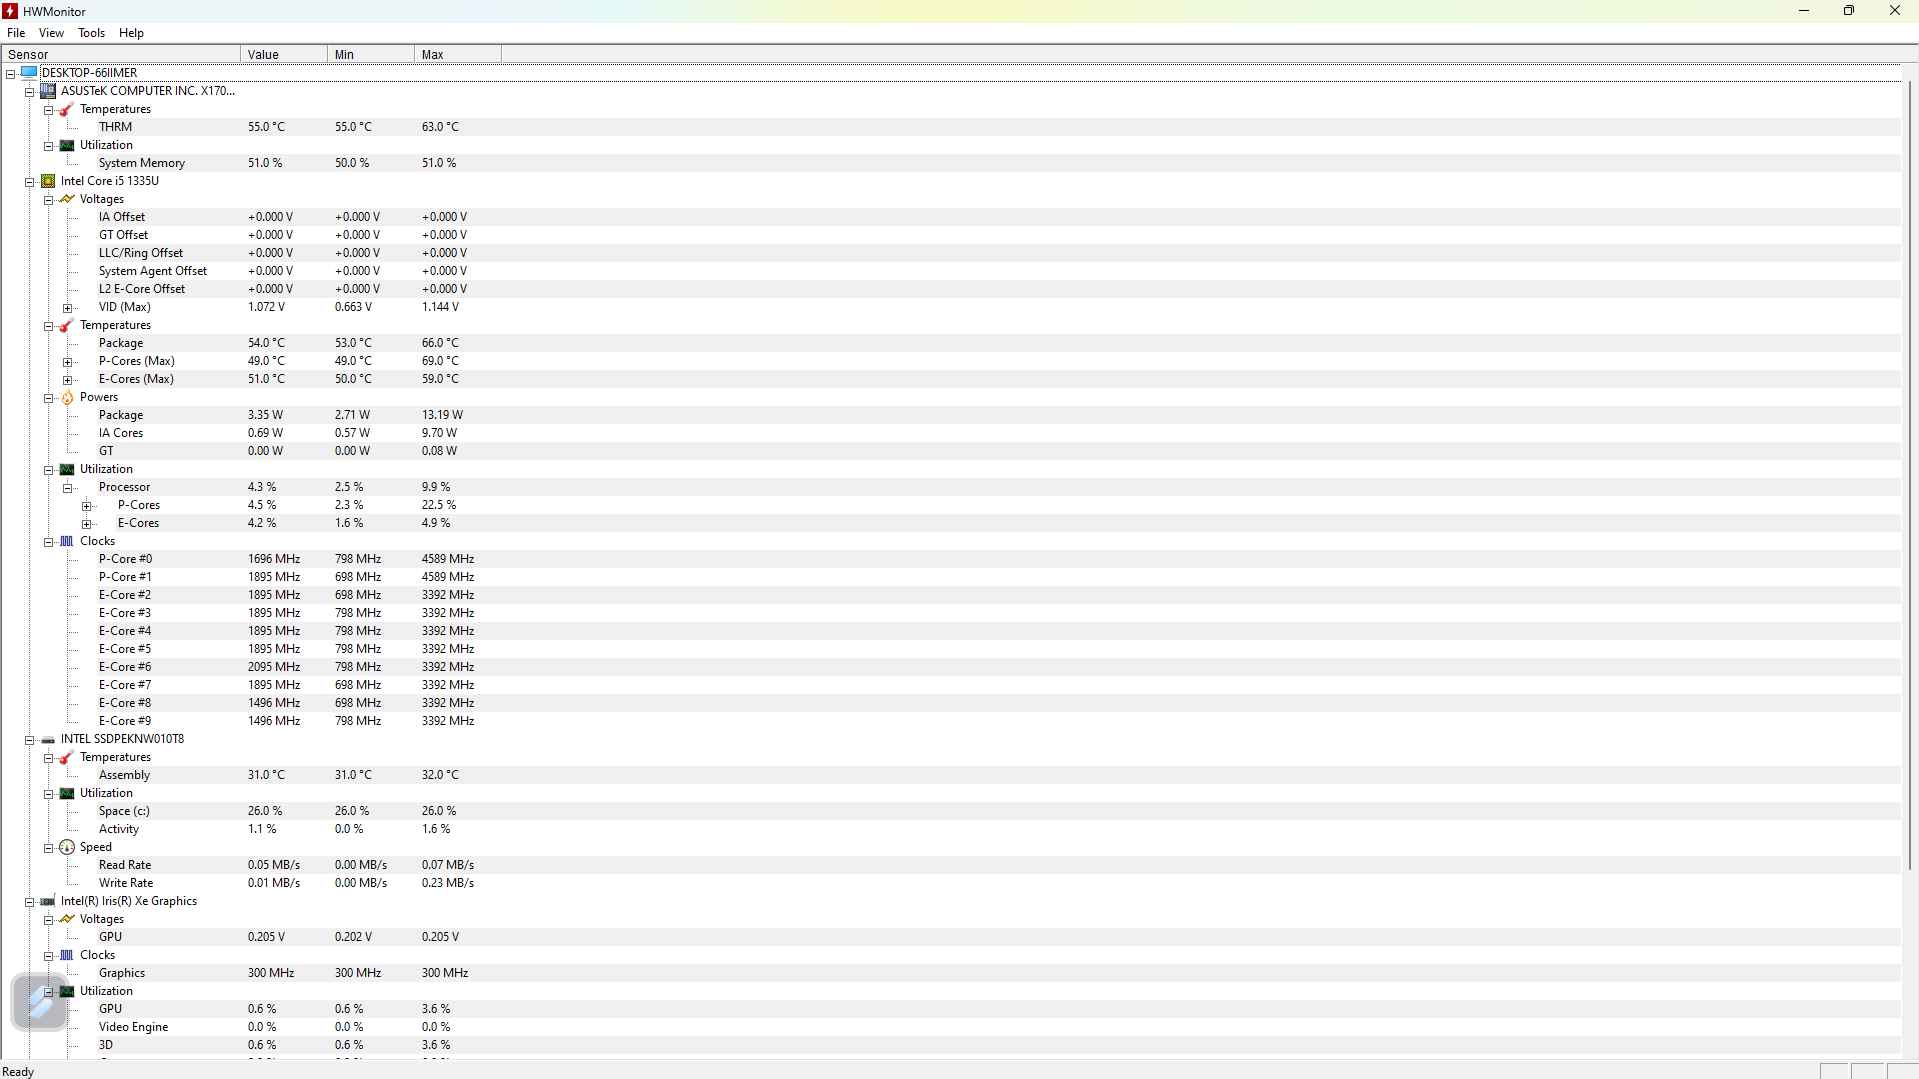 HWMonitor
File View Tools Help
Sensor Value Min Max
DESKTOP-66IIMER
ASUSTeK COMPUTER INC. X170...
Temperatures
THRM 55.0 °C 55.0 °C 63.0 °C
Utilization
System Memory 51.0 % 50.0 % 51.0 %
Intel Core i5 1335U
Voltages
IA Offset +0.000 V +0.000 V +0.000 V
GT Offset +0.000 V +0.000 V +0.000 V
LLC/Ring Offset +0.000 V +0.000 V +0.000 V
System Agent Offset +0.000 V +0.000 V +0.000 V
L2 E-Core Offset +0.000 V +0.000 V +0.000 V
VID (Max) 1.072 V 0.663 V 1.144 V
Temperatures
Package 54.0 °C 53.0 °C 66.0 °C
P-Cores (Max) 49.0 °C 49.0 °C 69.0 °C
E-Cores (Max) 51.0 °C 50.0 °C 59.0 °C
Powers
Package 3.35 W 2.71 W 13.19 W
IA Cores 0.69 W 0.57 W 9.70 W
GT 0.00 W 0.00 W 0.08 W
Utilization
Processor 4.3 % 2.5 % 9.9 %
P-Cores 4.5 % 2.3 % 22.5 %
E-Cores 4.2 % 1.6 % 4.9 %
Clocks
P-Core #0 1696 MHz 798 MHz 4589 MHz
P-Core #1 1895 MHz 698 MHz 4589 MHz
E-Core #2 1895 MHz 698 MHz 3392 MHz
E-Core #3 1895 MHz 798 MHz 3392 MHz
E-Core #4 1895 MHz 798 MHz 3392 MHz
E-Core #5 1895 MHz 798 MHz 3392 MHz
E-Core #6 2095 MHz 798 MHz 3392 MHz
E-Core #7 1895 MHz 698 MHz 3392 MHz
E-Core #8 1496 MHz 698 MHz 3392 MHz
E-Core #9 1496 MHz 798 MHz 3392 MHz
INTEL SSDPEKNW010T8
Temperatures
Assembly 31.0 °C 31.0 °C 32.0 °C
Utilization
Space (c:) 26.0 % 26.0 % 26.0 %
Activity 1.1 % 0.0 % 1.6 %
Speed
Read Rate 0.05 MB/s 0.00 MB/s 0.07 MB/s
Write Rate 0.01 MB/s 0.00 MB/s 0.23 MB/s
Intel(R) Iris(R) Xe Graphics
Voltages
GPU 0.205 V 0.202 V 0.205 V
Clocks
Graphics 300 MHz 300 MHz 300 MHz
Utilization
GPU 0.6 % 0.6 % 3.6 %
Video Engine 0.0 % 0.0 % 0.0 %
3D 0.6 % 0.6 % 3.6 %
Ready